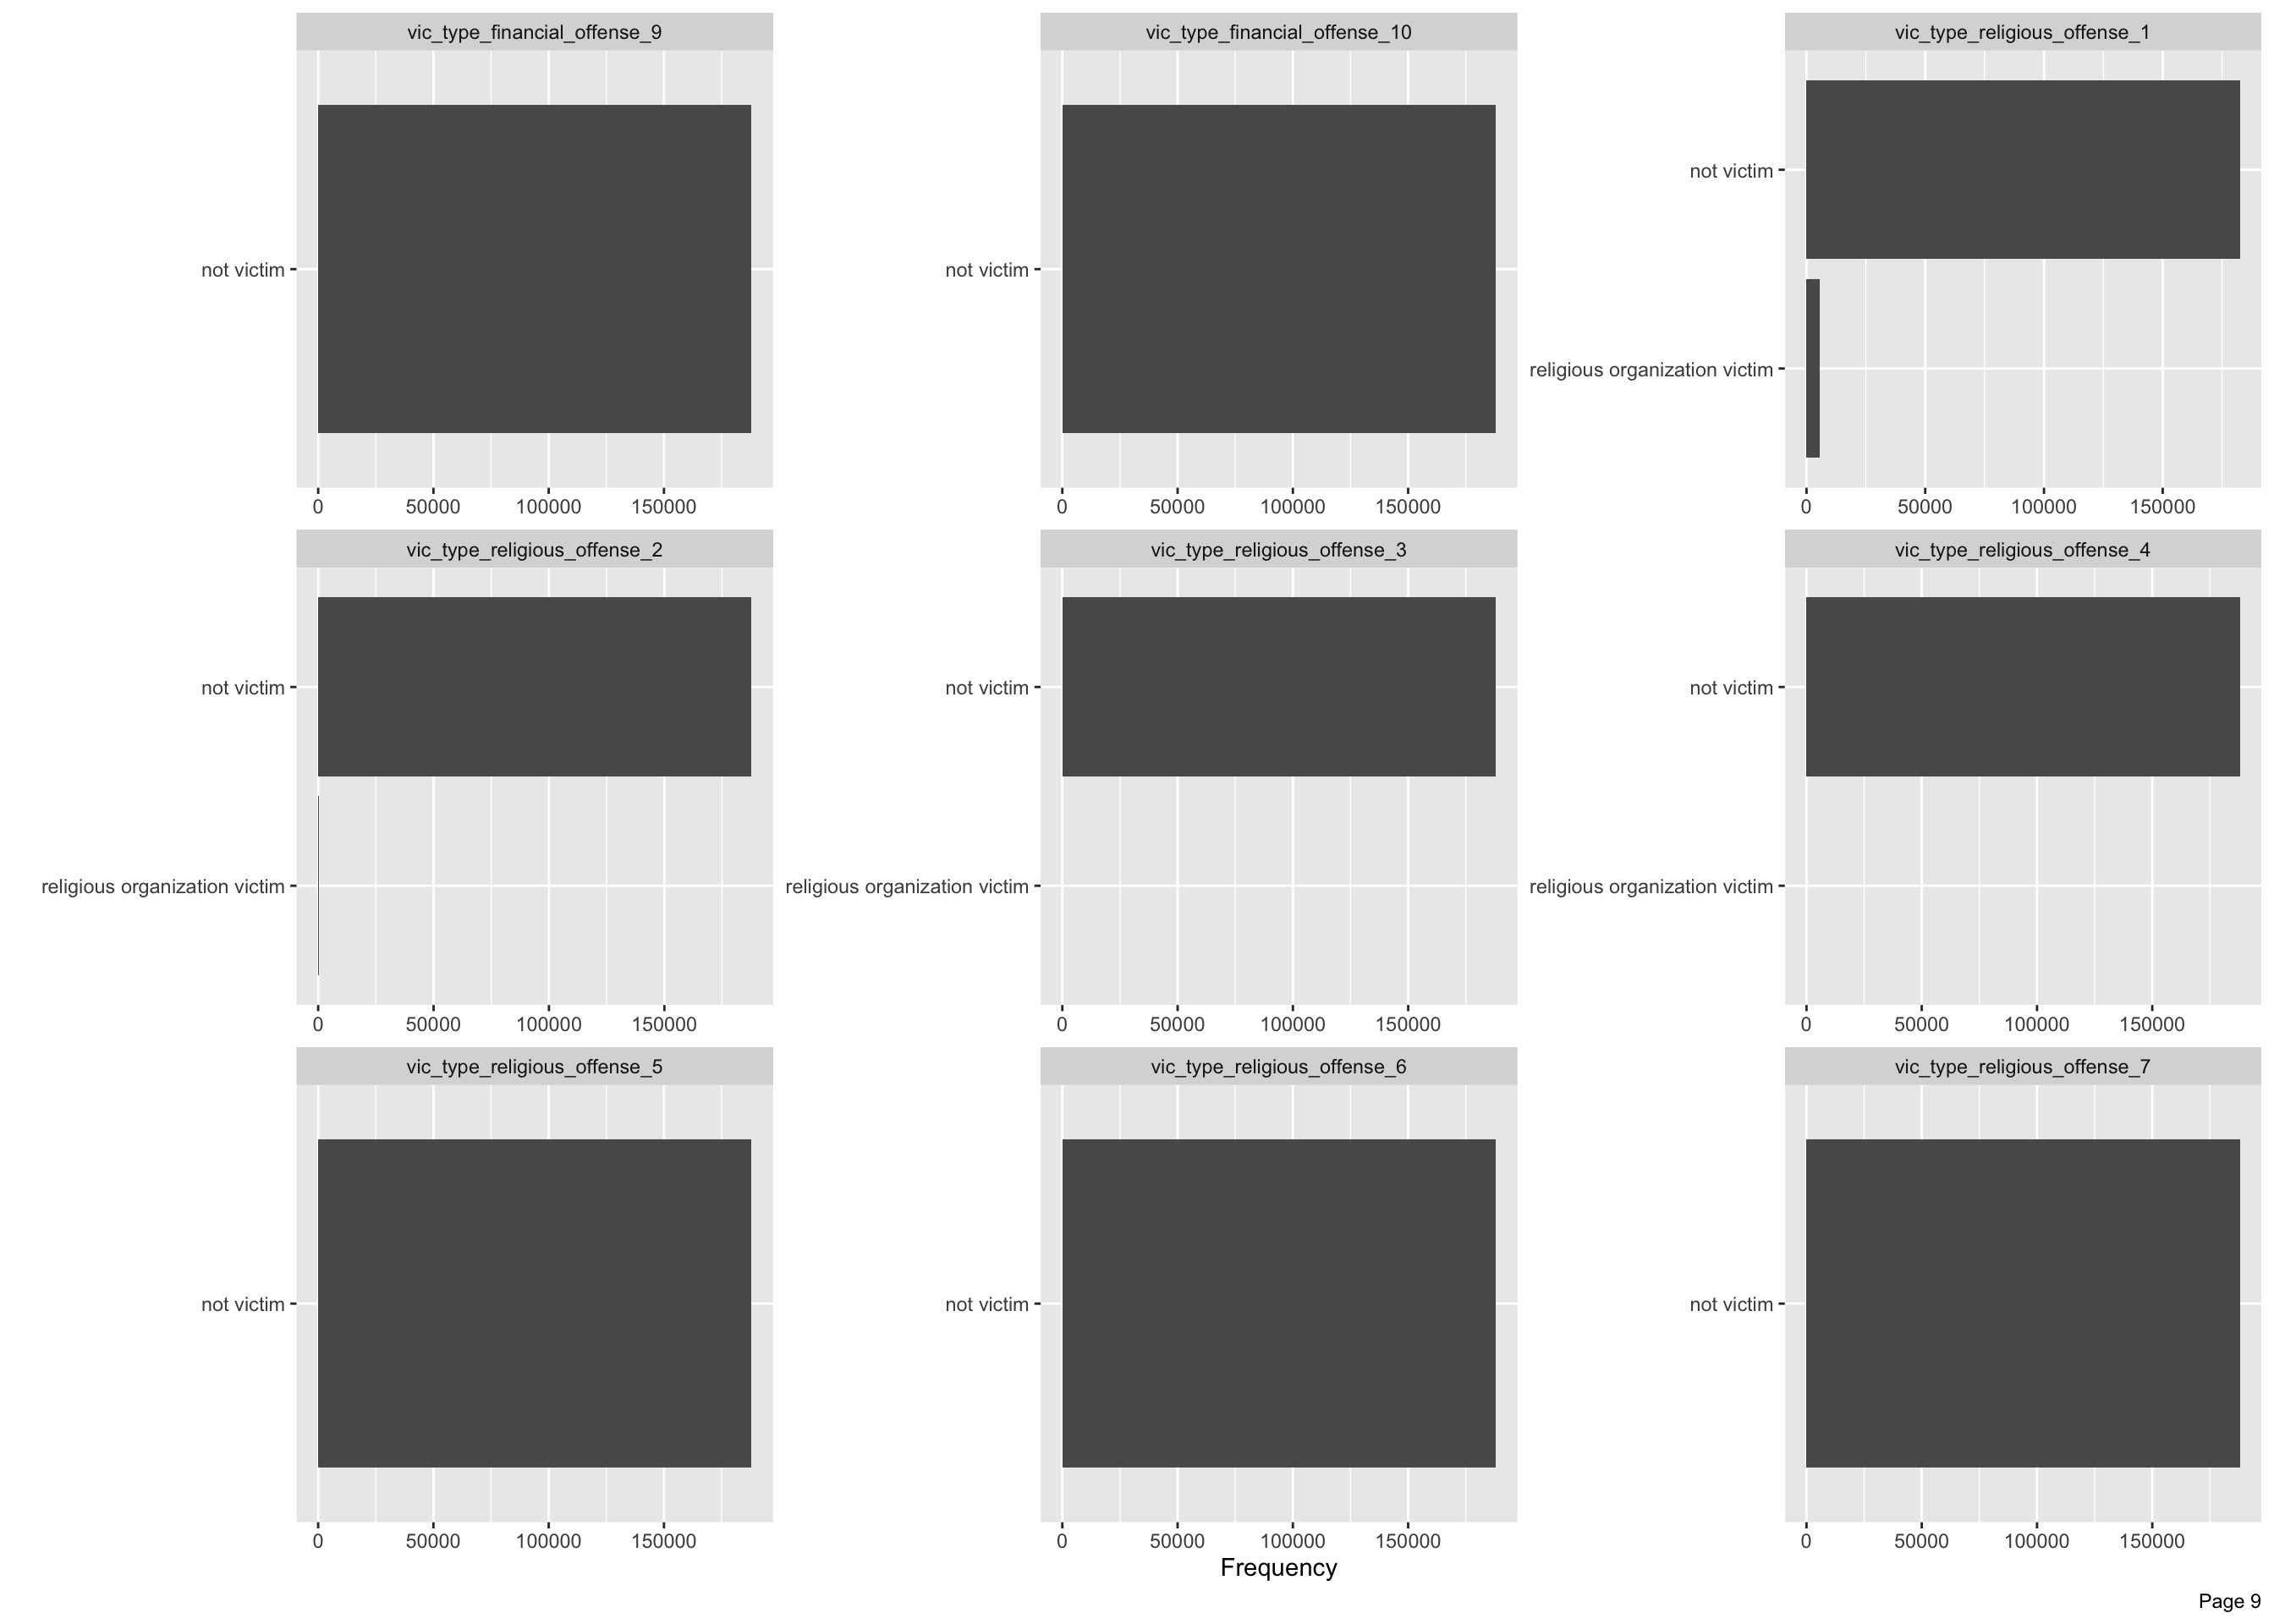 vic_type_financial_offense_9
not victim
0 50000 100000 150000
vic_type_financial_offense_10
not victim
0 50000 100000 150000
vic_type_religious_offense_1
not victim
religious organization victim
0 50000 100000 150000
vic_type_religious_offense_2
not victim
religious organization victim
0 50000 100000 150000
vic_type_religious_offense_3
not victim
religious organization victim
0 50000 100000 150000
vic_type_religious_offense_4
not victim
religious organization victim
0 50000 100000 150000
vic_type_religious_offense_5
not victim
0 50000 100000 150000
vic_type_religious_offense_6
not victim
0 50000 100000 150000
vic_type_religious_offense_7
not victim
0 50000 100000 150000
Frequency
Page 9